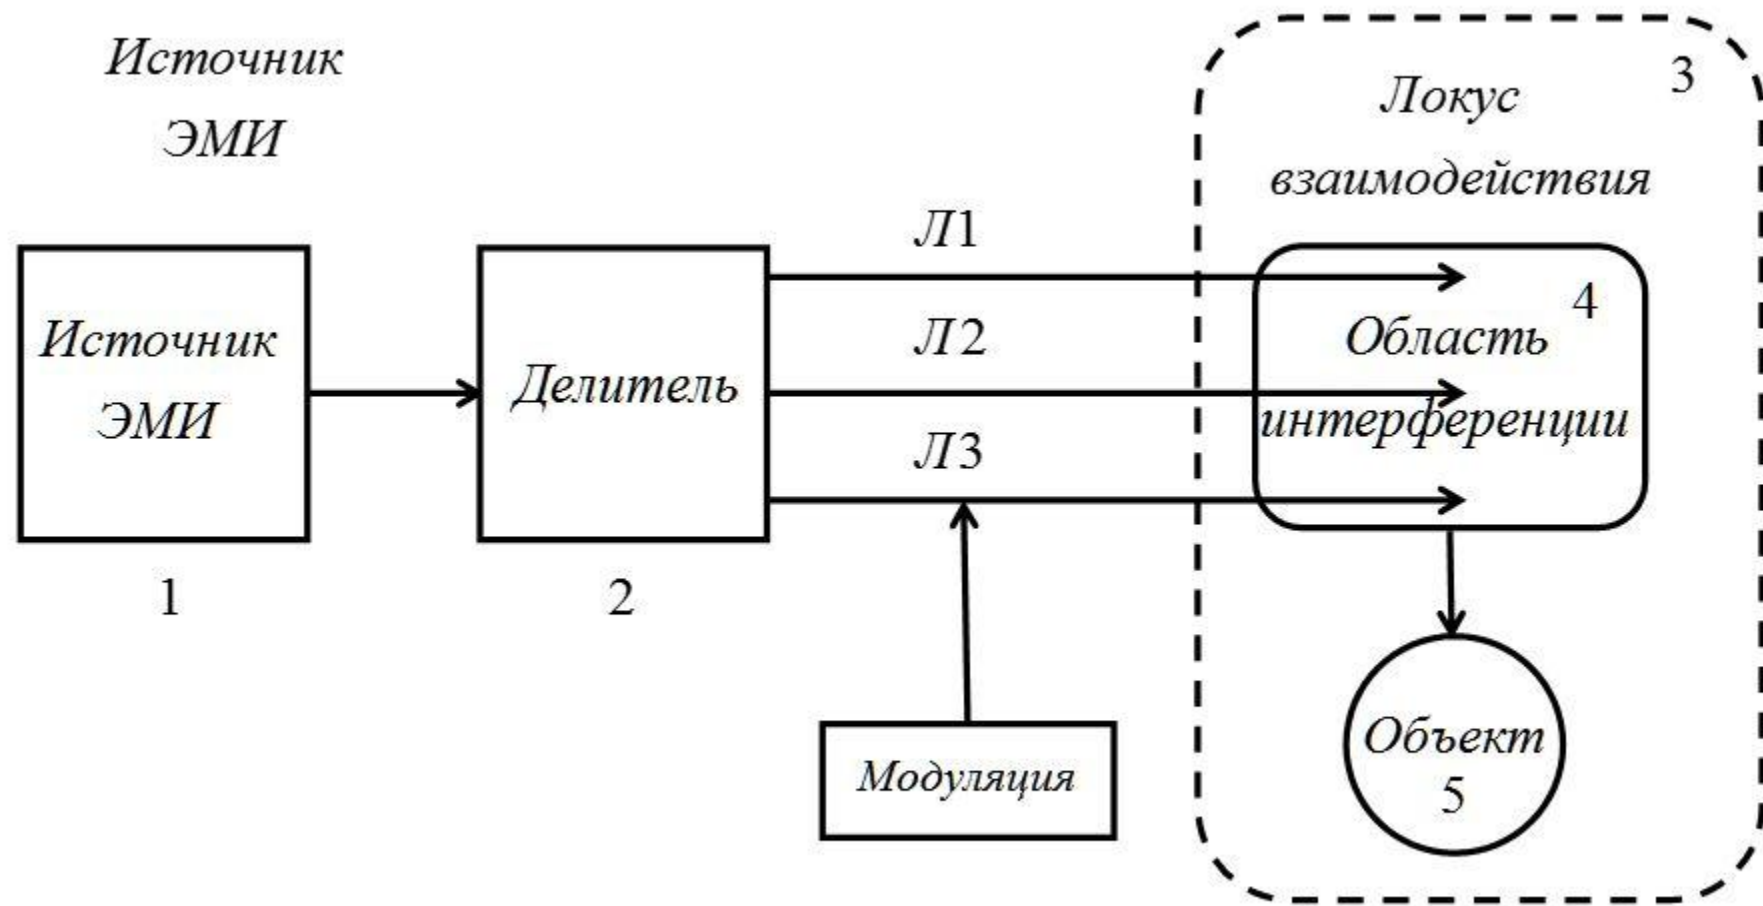 Источник
ЭМИ
3
Локус
взаимодействия
Л1
Источник
ЭМИ
Делитель
Л2
4
Область
интерференции
Л3
1
2
Модуляция
Объект
5